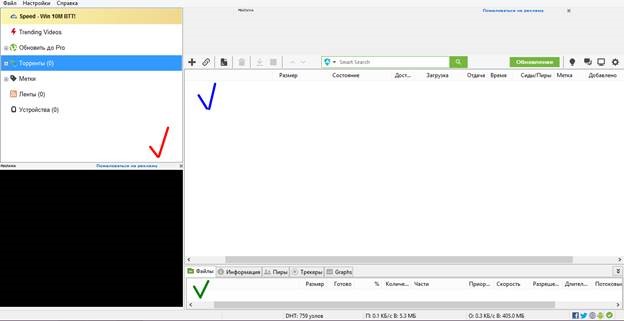 Файл Настройки Справка
Speed - Win 10M BTT!
Trending Videos
Обновить до Pro
Торренты (0)
Метки
Ленты (0)
Устройства (0)
Реклама Пожаловаться на рекламу
Реклама Пожаловаться на рекламу
Smart Search Обновление
Размер Состояние Дост... Загрузка Отдача Время Сиды/Пиры Метка Добавлено
Файлы Информация Пиры Трекеры Graphs
Размер Готово % Количе... Части Приор... Скорость Разреше... Длител... Потоковы
DHT: 759 узлов П: 0.1 КБ/с В: 5.3 МБ О: 0.3 КБ/с В: 405.0 МБ